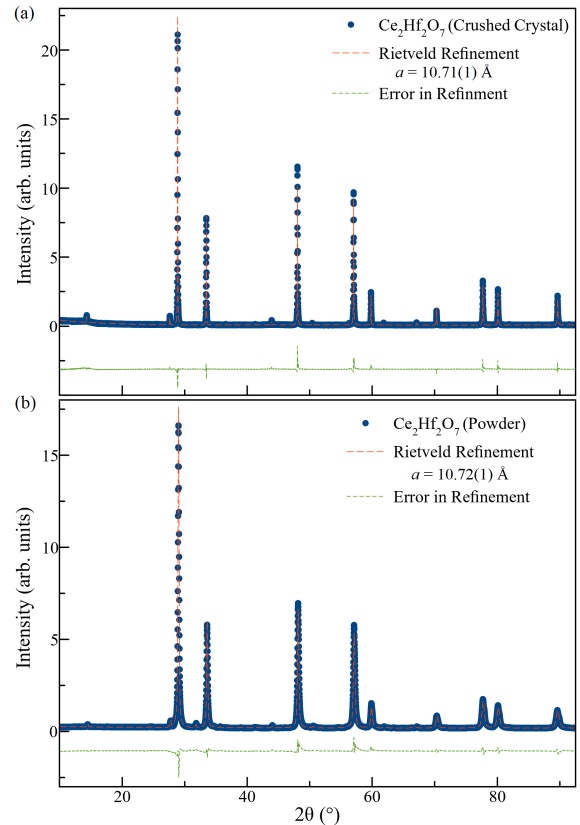 (a)
Ce₂Hf₂O₇ (Crushed Crystal)
Rietveld Refinement
a = 10.71(1) Å
Error in Refinment
Intensity (arb. units)
20
15
10
5
0
(b)
Ce₂Hf₂O₇ (Powder)
Rietveld Refinement
a = 10.72(1) Å
Error in Refinement
Intensity (arb. units)
15
10
5
0
20 40 60 80
2θ (°)